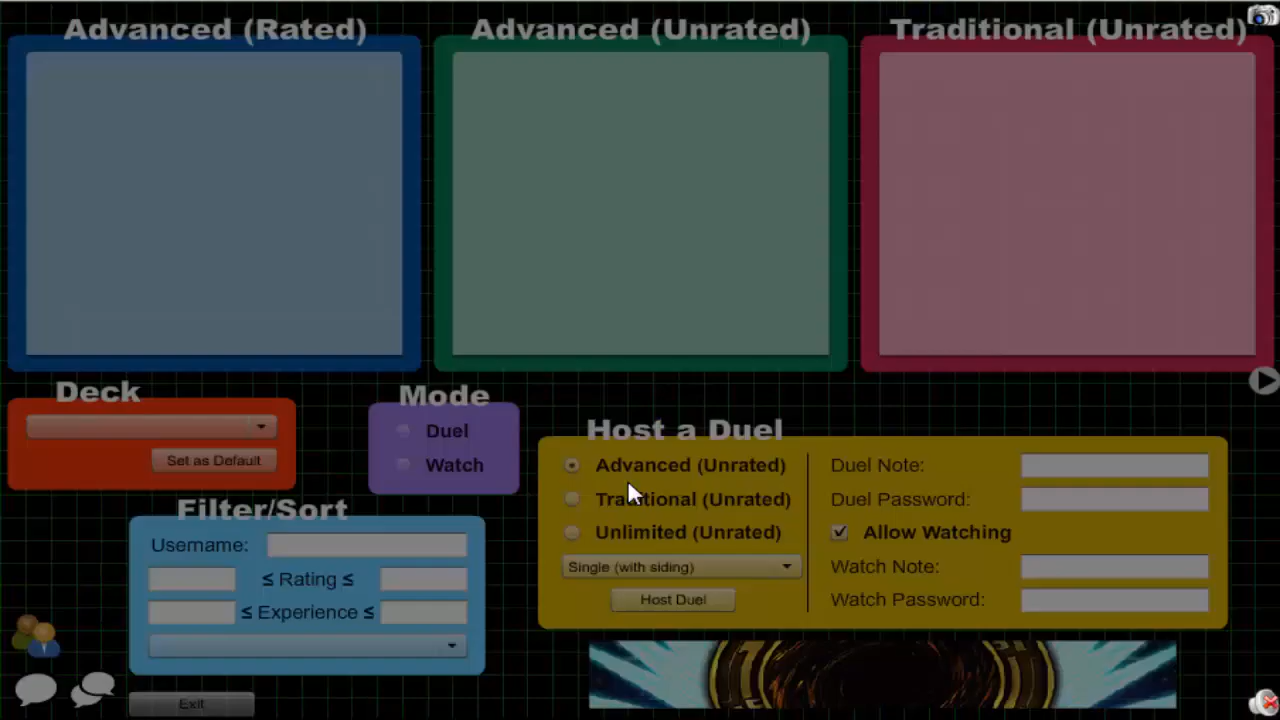 Advanced (Rated)
Advanced (Unrated)
Traditional (Unrated)
Deck
Set as Default
Mode
Duel
Watch
Filter/Sort
Username:
≤ Rating ≤
≤ Experience ≤
Exit
Host a Duel
Advanced (Unrated)
Traditional (Unrated)
Unlimited (Unrated)
Single (with siding)
Host Duel
Duel Note:
Duel Password:
Allow Watching
Watch Note:
Watch Password: